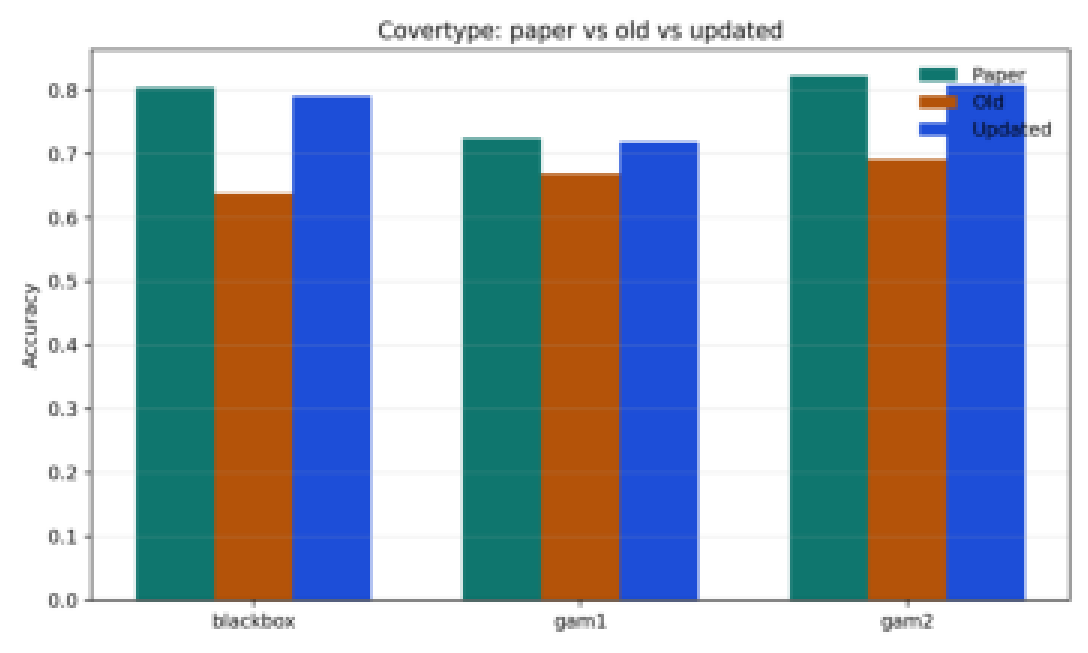 Covertype: paper vs old vs updated
Paper
Old
Updated
Accuracy
0.8
0.7
0.6
0.5
0.4
0.3
0.2
0.1
0.0
blackbox
gam1
gam2